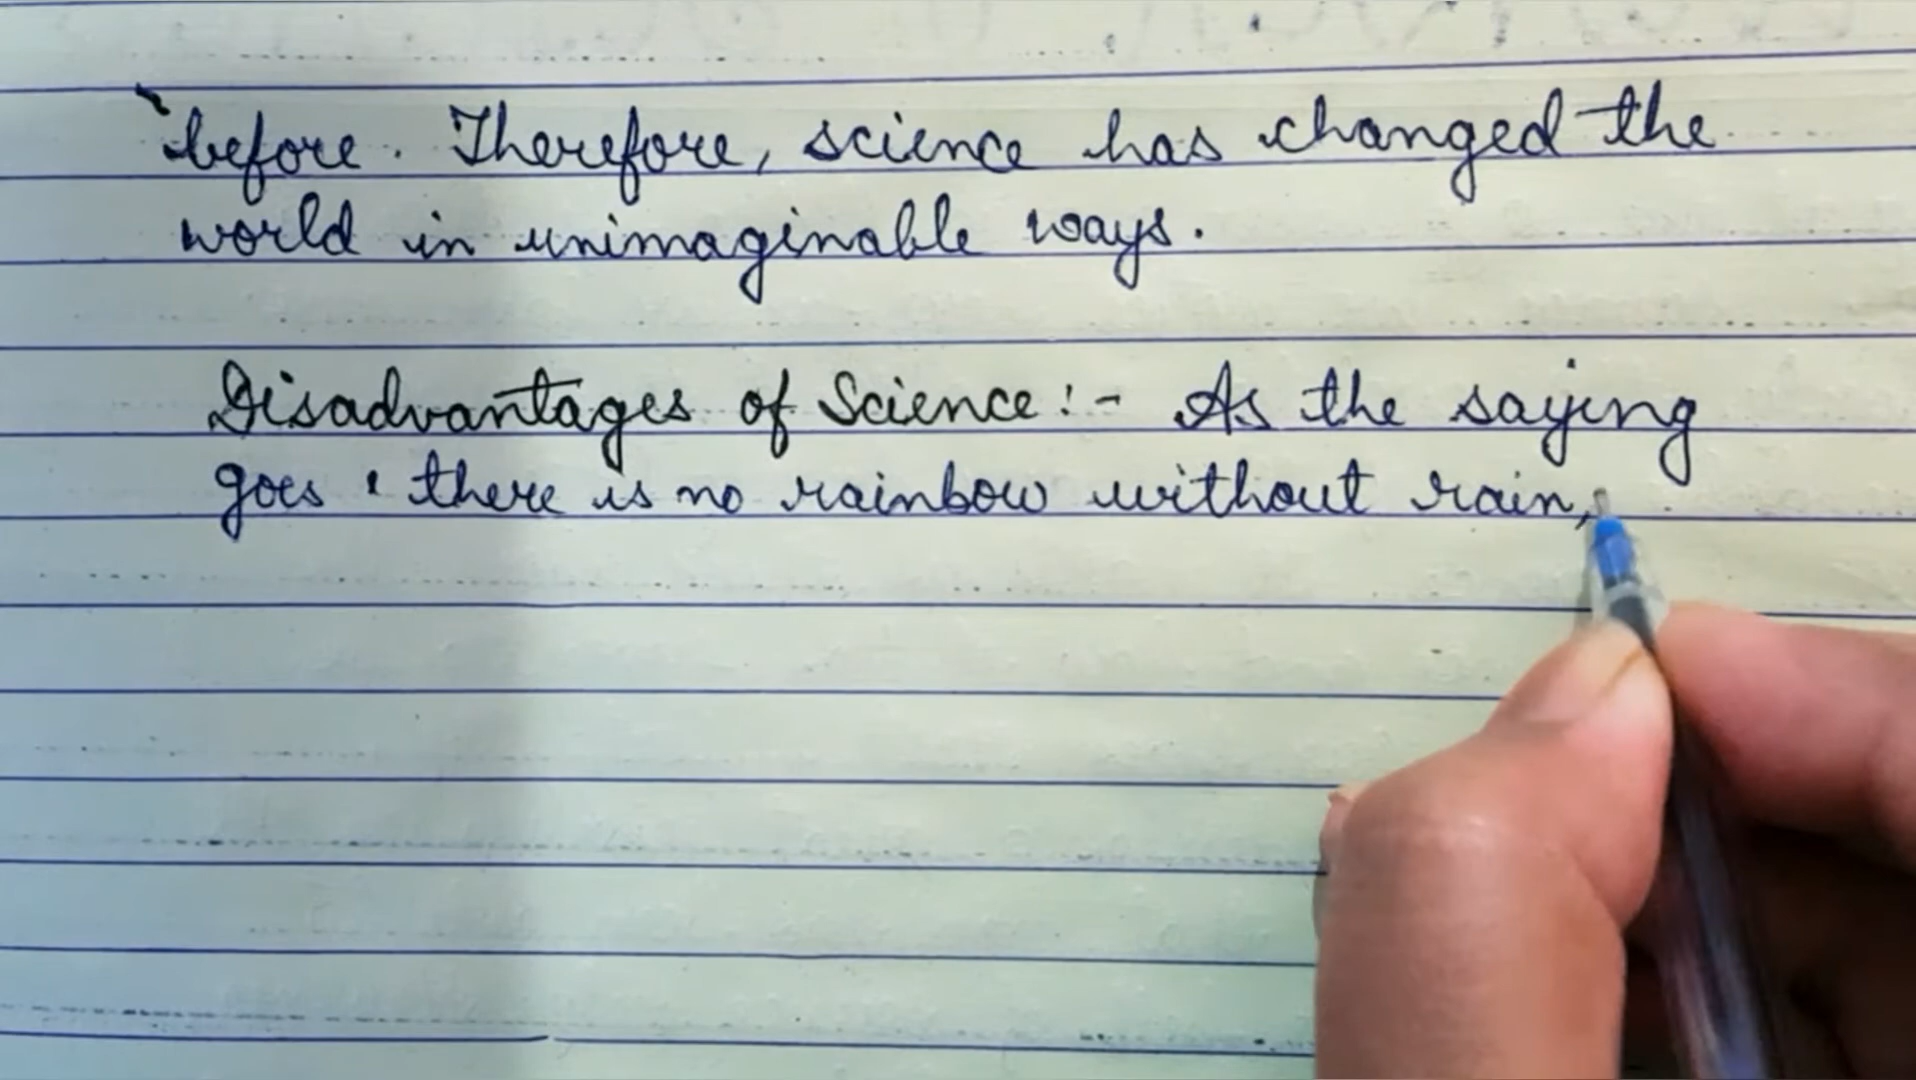 before. Therefore, science has changed the
world in unimaginable ways.
Disadvantages of Science:- As the saying
goes ' there is no rainbow without rain,